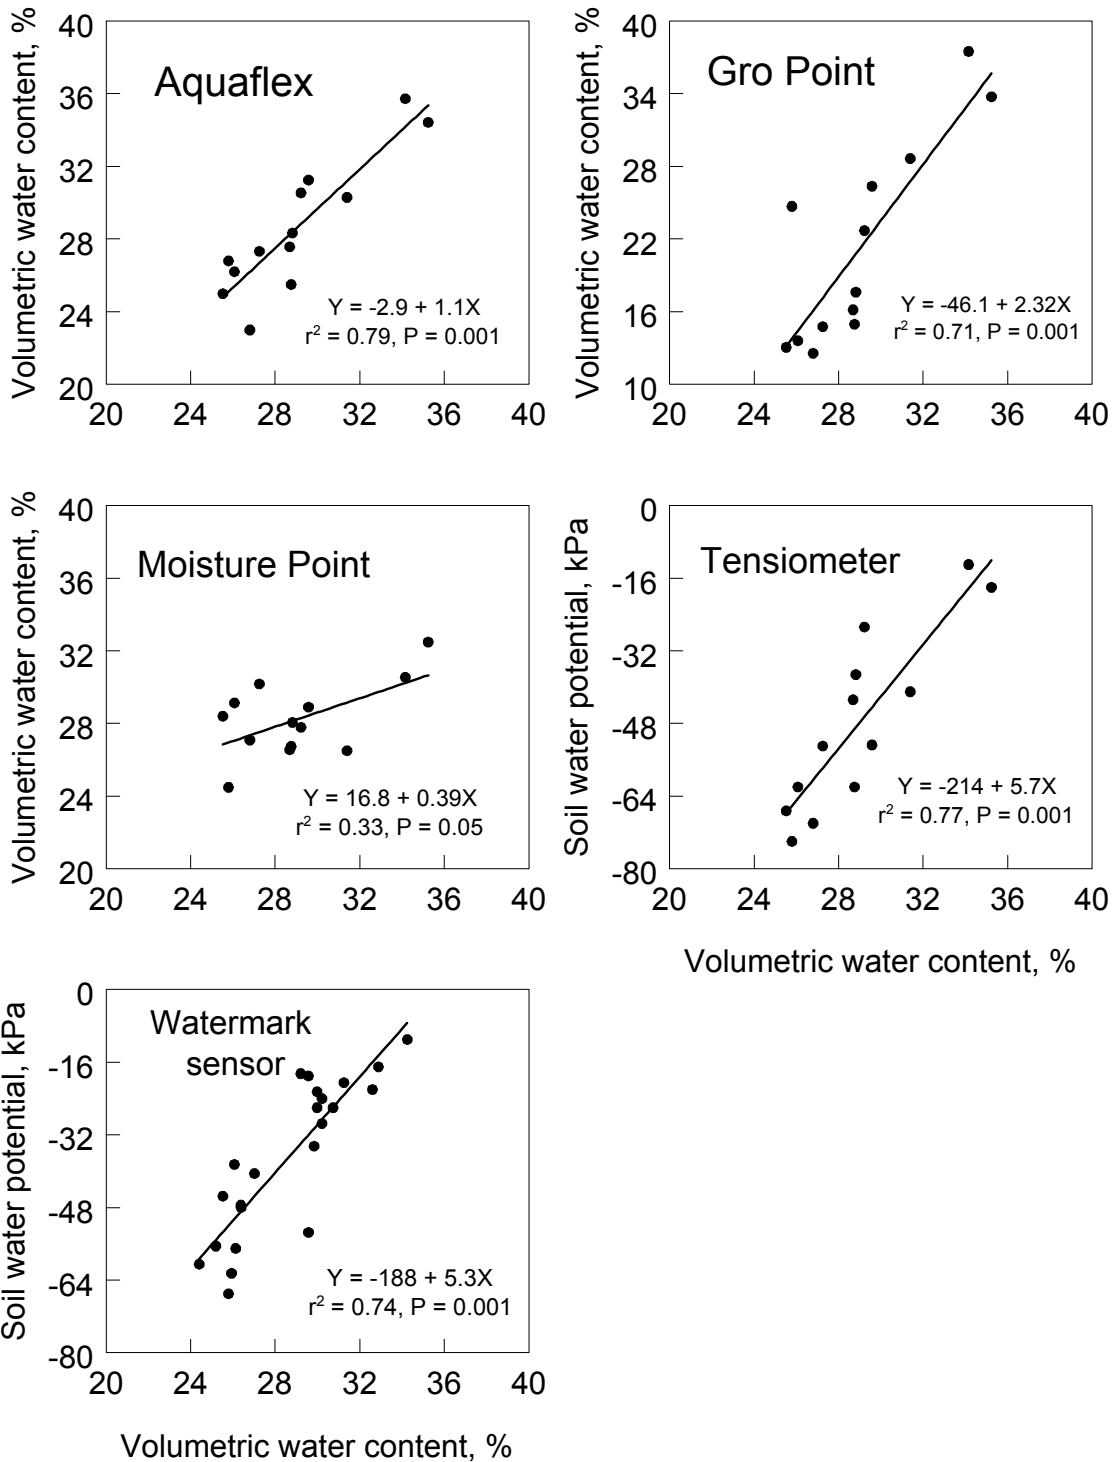 Volumetric water content, %
40
36
32
28
24
20
20 24 28 32 36 40
Aquaflex
Y = -2.9 + 1.1X
r² = 0.79, P = 0.001
Volumetric water content, %
40
34
28
22
16
10
20 24 28 32 36 40
Gro Point
Y = -46.1 + 2.32X
r² = 0.71, P = 0.001
Volumetric water content, %
40
36
32
28
24
20
20 24 28 32 36 40
Moisture Point
Y = 16.8 + 0.39X
r² = 0.33, P = 0.05
Soil water potential, kPa
0
-16
-32
-48
-64
-80
20 24 28 32 36 40
Tensiometer
Y = -214 + 5.7X
r² = 0.77, P = 0.001
Volumetric water content, %
Soil water potential, kPa
0
-16
-32
-48
-64
-80
20 24 28 32 36 40
Watermark
sensor
Y = -188 + 5.3X
r² = 0.74, P = 0.001
Volumetric water content, %